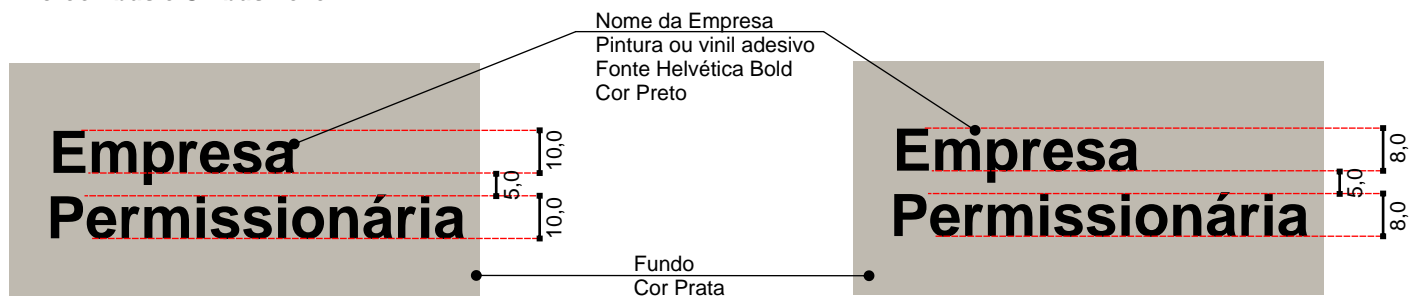 Nome da Empresa
Pintura ou vinil adesivo
Fonte Helvética Bold
Cor Preto
Empresa
Permissionária
10,0
5,0
10,0
Empresa
Permissionária
8,0
5,0
8,0
Fundo
Cor Prata